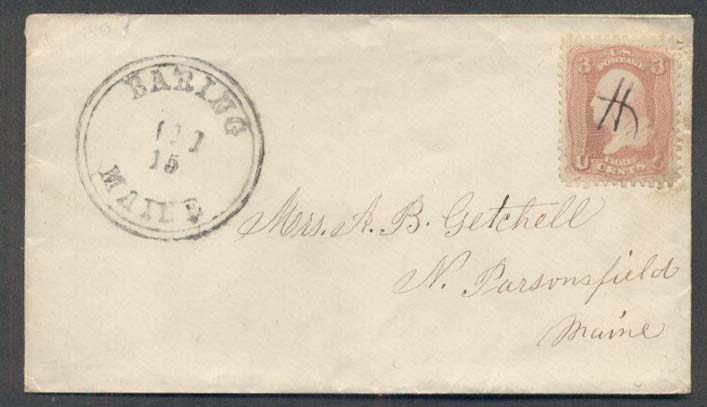 BARING
15
MAINE
U.S.
POSTAGE
3 3
U
THREE
CENTS
Mrs. A. B. Getchell
N. Parsonsfield
Maine